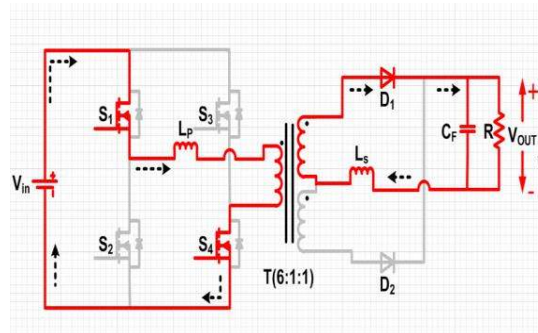 S1
S3
LP
D1
CF
R
VOUT
+
-
Vin
+
Ls
S2
S4
T(6:1:1)
D2